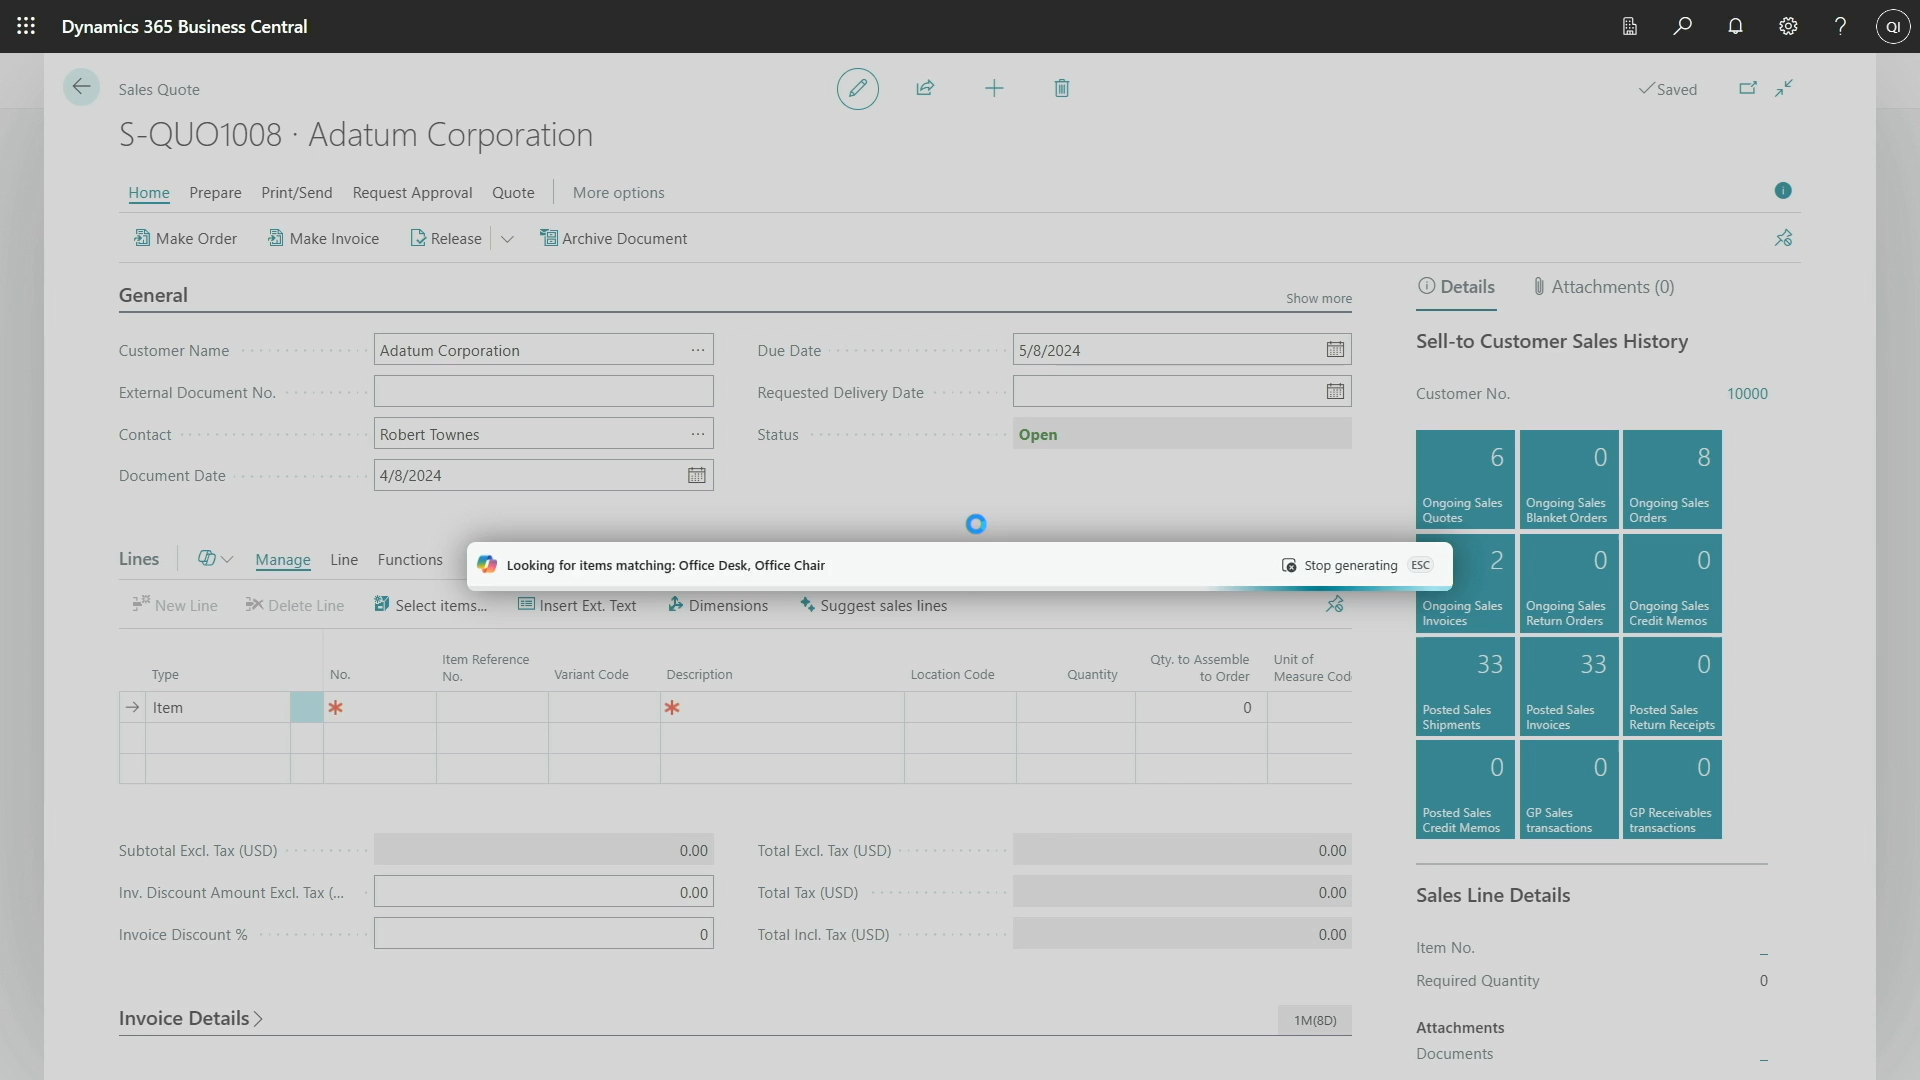 Dynamics 365 Business Central
QI
Sales Quote
Saved
S-QUO1008 · Adatum Corporation
Home Prepare Print/Send Request Approval Quote More options
Make Order Make Invoice Release Archive Document
General
Show more
Customer Name
Adatum Corporation
Due Date
5/8/2024
External Document No.
Requested Delivery Date
Contact
Robert Townes
Status
Open
Document Date
4/8/2024
Lines Manage Line Functions
Looking for items matching: Office Desk, Office Chair
Stop generating ESC
New Line Delete Line Select items... Insert Ext. Text Dimensions Suggest sales lines
Type
No.
Item Reference
No.
Variant Code
Description
Location Code
Quantity
Qty. to Assemble
to Order
Unit of
Measure Cod
Item
0
Subtotal Excl. Tax (USD)
0.00
Total Excl. Tax (USD)
0.00
Inv. Discount Amount Excl. Tax (...
0.00
Total Tax (USD)
0.00
Invoice Discount %
0
Total Incl. Tax (USD)
0.00
Invoice Details
1M(8D)
Details
Attachments (0)
Sell-to Customer Sales History
Customer No.
10000
6
Ongoing Sales
Quotes
0
Ongoing Sales
Blanket Orders
8
Ongoing Sales
Orders
2
Ongoing Sales
Invoices
0
Ongoing Sales
Return Orders
0
Ongoing Sales
Credit Memos
33
Posted Sales
Shipments
33
Posted Sales
Invoices
0
Posted Sales
Return Receipts
0
Posted Sales
Credit Memos
0
GP Sales
transactions
0
GP Receivables
transactions
Sales Line Details
Item No.
_
Required Quantity
0
Attachments
Documents
_